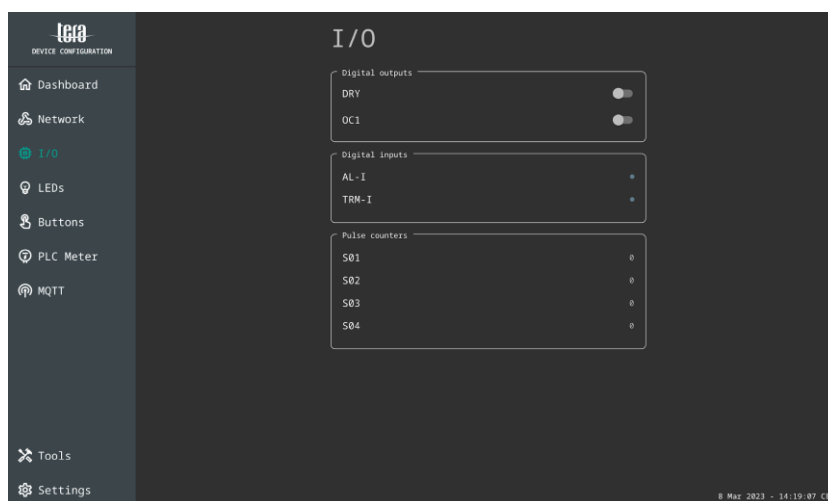 tera
DEVICE CONFIGURATION
Dashboard
Network
I/O
LEDs
Buttons
PLC Meter
MQTT
Tools
Settings
I/O
Digital outputs
DRY
OC1
Digital inputs
AL-I
TRM-I
Pulse counters
S01 0
S02 0
S03 0
S04 0
8 Mar 2023 - 14:19:07